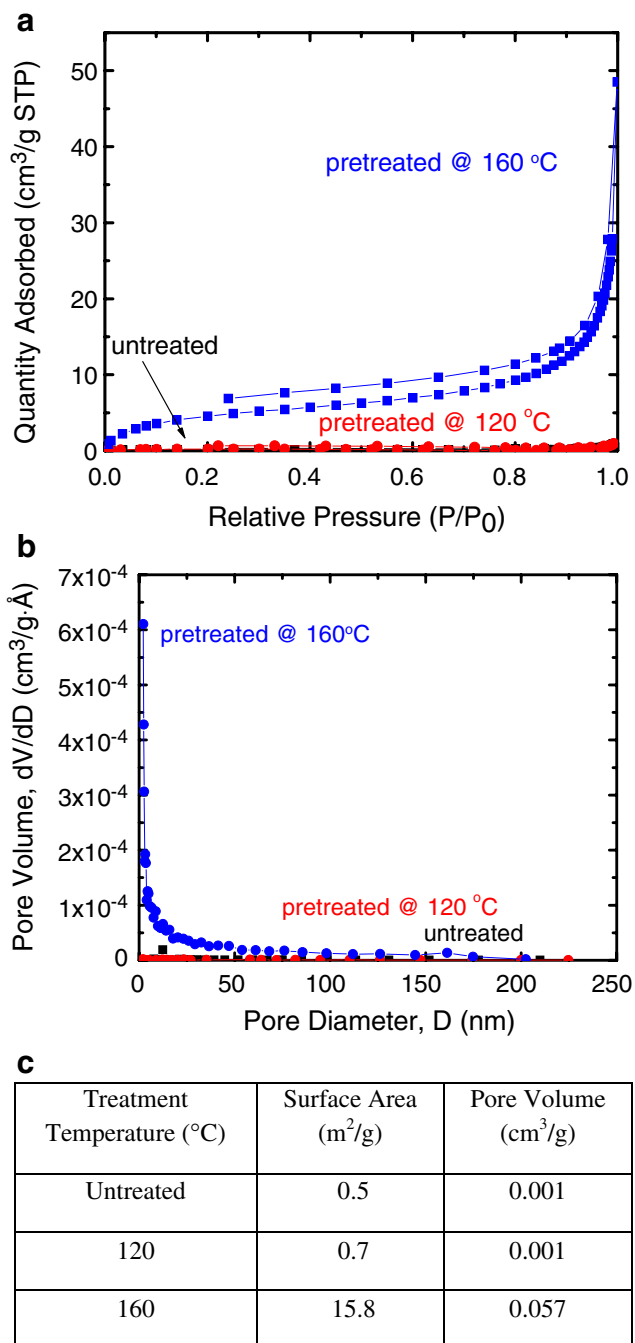 a
Quantity Adsorbed (cm³/g STP)
50
40
30
20
10
0
pretreated @ 160 °C
untreated
pretreated @ 120 °C
0.0 0.2 0.4 0.6 0.8 1.0
Relative Pressure (P/P0)
b
Pore Volume, dV/dD (cm³/g·Å)
7x10⁻⁴
6x10⁻⁴
5x10⁻⁴
4x10⁻⁴
3x10⁻⁴
2x10⁻⁴
1x10⁻⁴
0
pretreated @ 160°C
pretreated @ 120 °C
untreated
0 50 100 150 200 250
Pore Diameter, D (nm)
c
Treatment Temperature (°C) Surface Area (m²/g) Pore Volume (cm³/g)
Untreated 0.5 0.001
120 0.7 0.001
160 15.8 0.057